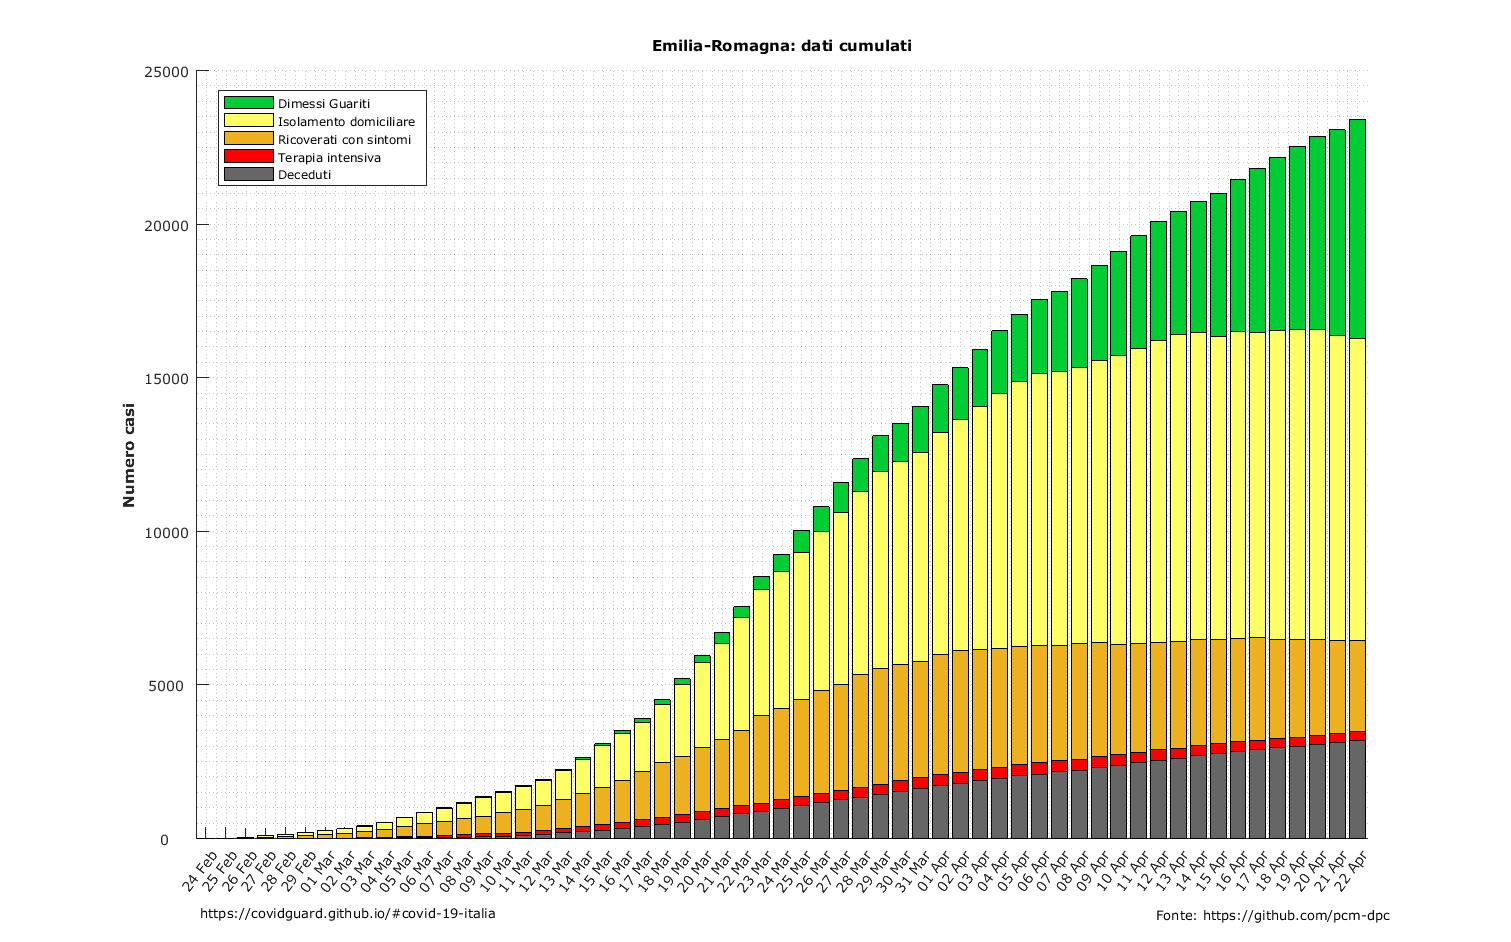 Emilia-Romagna: dati cumulati
25000
20000
15000
10000
5000
0
Numero casi
Dimessi Guariti
Isolamento domiciliare
Ricoverati con sintomi
Terapia intensiva
Deceduti
24 Feb
25 Feb
26 Feb
27 Feb
28 Feb
29 Feb
01 Mar
02 Mar
03 Mar
04 Mar
05 Mar
06 Mar
07 Mar
08 Mar
09 Mar
10 Mar
11 Mar
12 Mar
13 Mar
14 Mar
15 Mar
16 Mar
17 Mar
18 Mar
19 Mar
20 Mar
21 Mar
22 Mar
23 Mar
24 Mar
25 Mar
26 Mar
27 Mar
28 Mar
29 Mar
30 Mar
31 Mar
01 Apr
02 Apr
03 Apr
04 Apr
05 Apr
06 Apr
07 Apr
08 Apr
09 Apr
10 Apr
11 Apr
12 Apr
13 Apr
14 Apr
15 Apr
16 Apr
17 Apr
18 Apr
19 Apr
20 Apr
21 Apr
22 Apr
https://covidguard.github.io/#covid-19-italia
Fonte: https://github.com/pcm-dpc